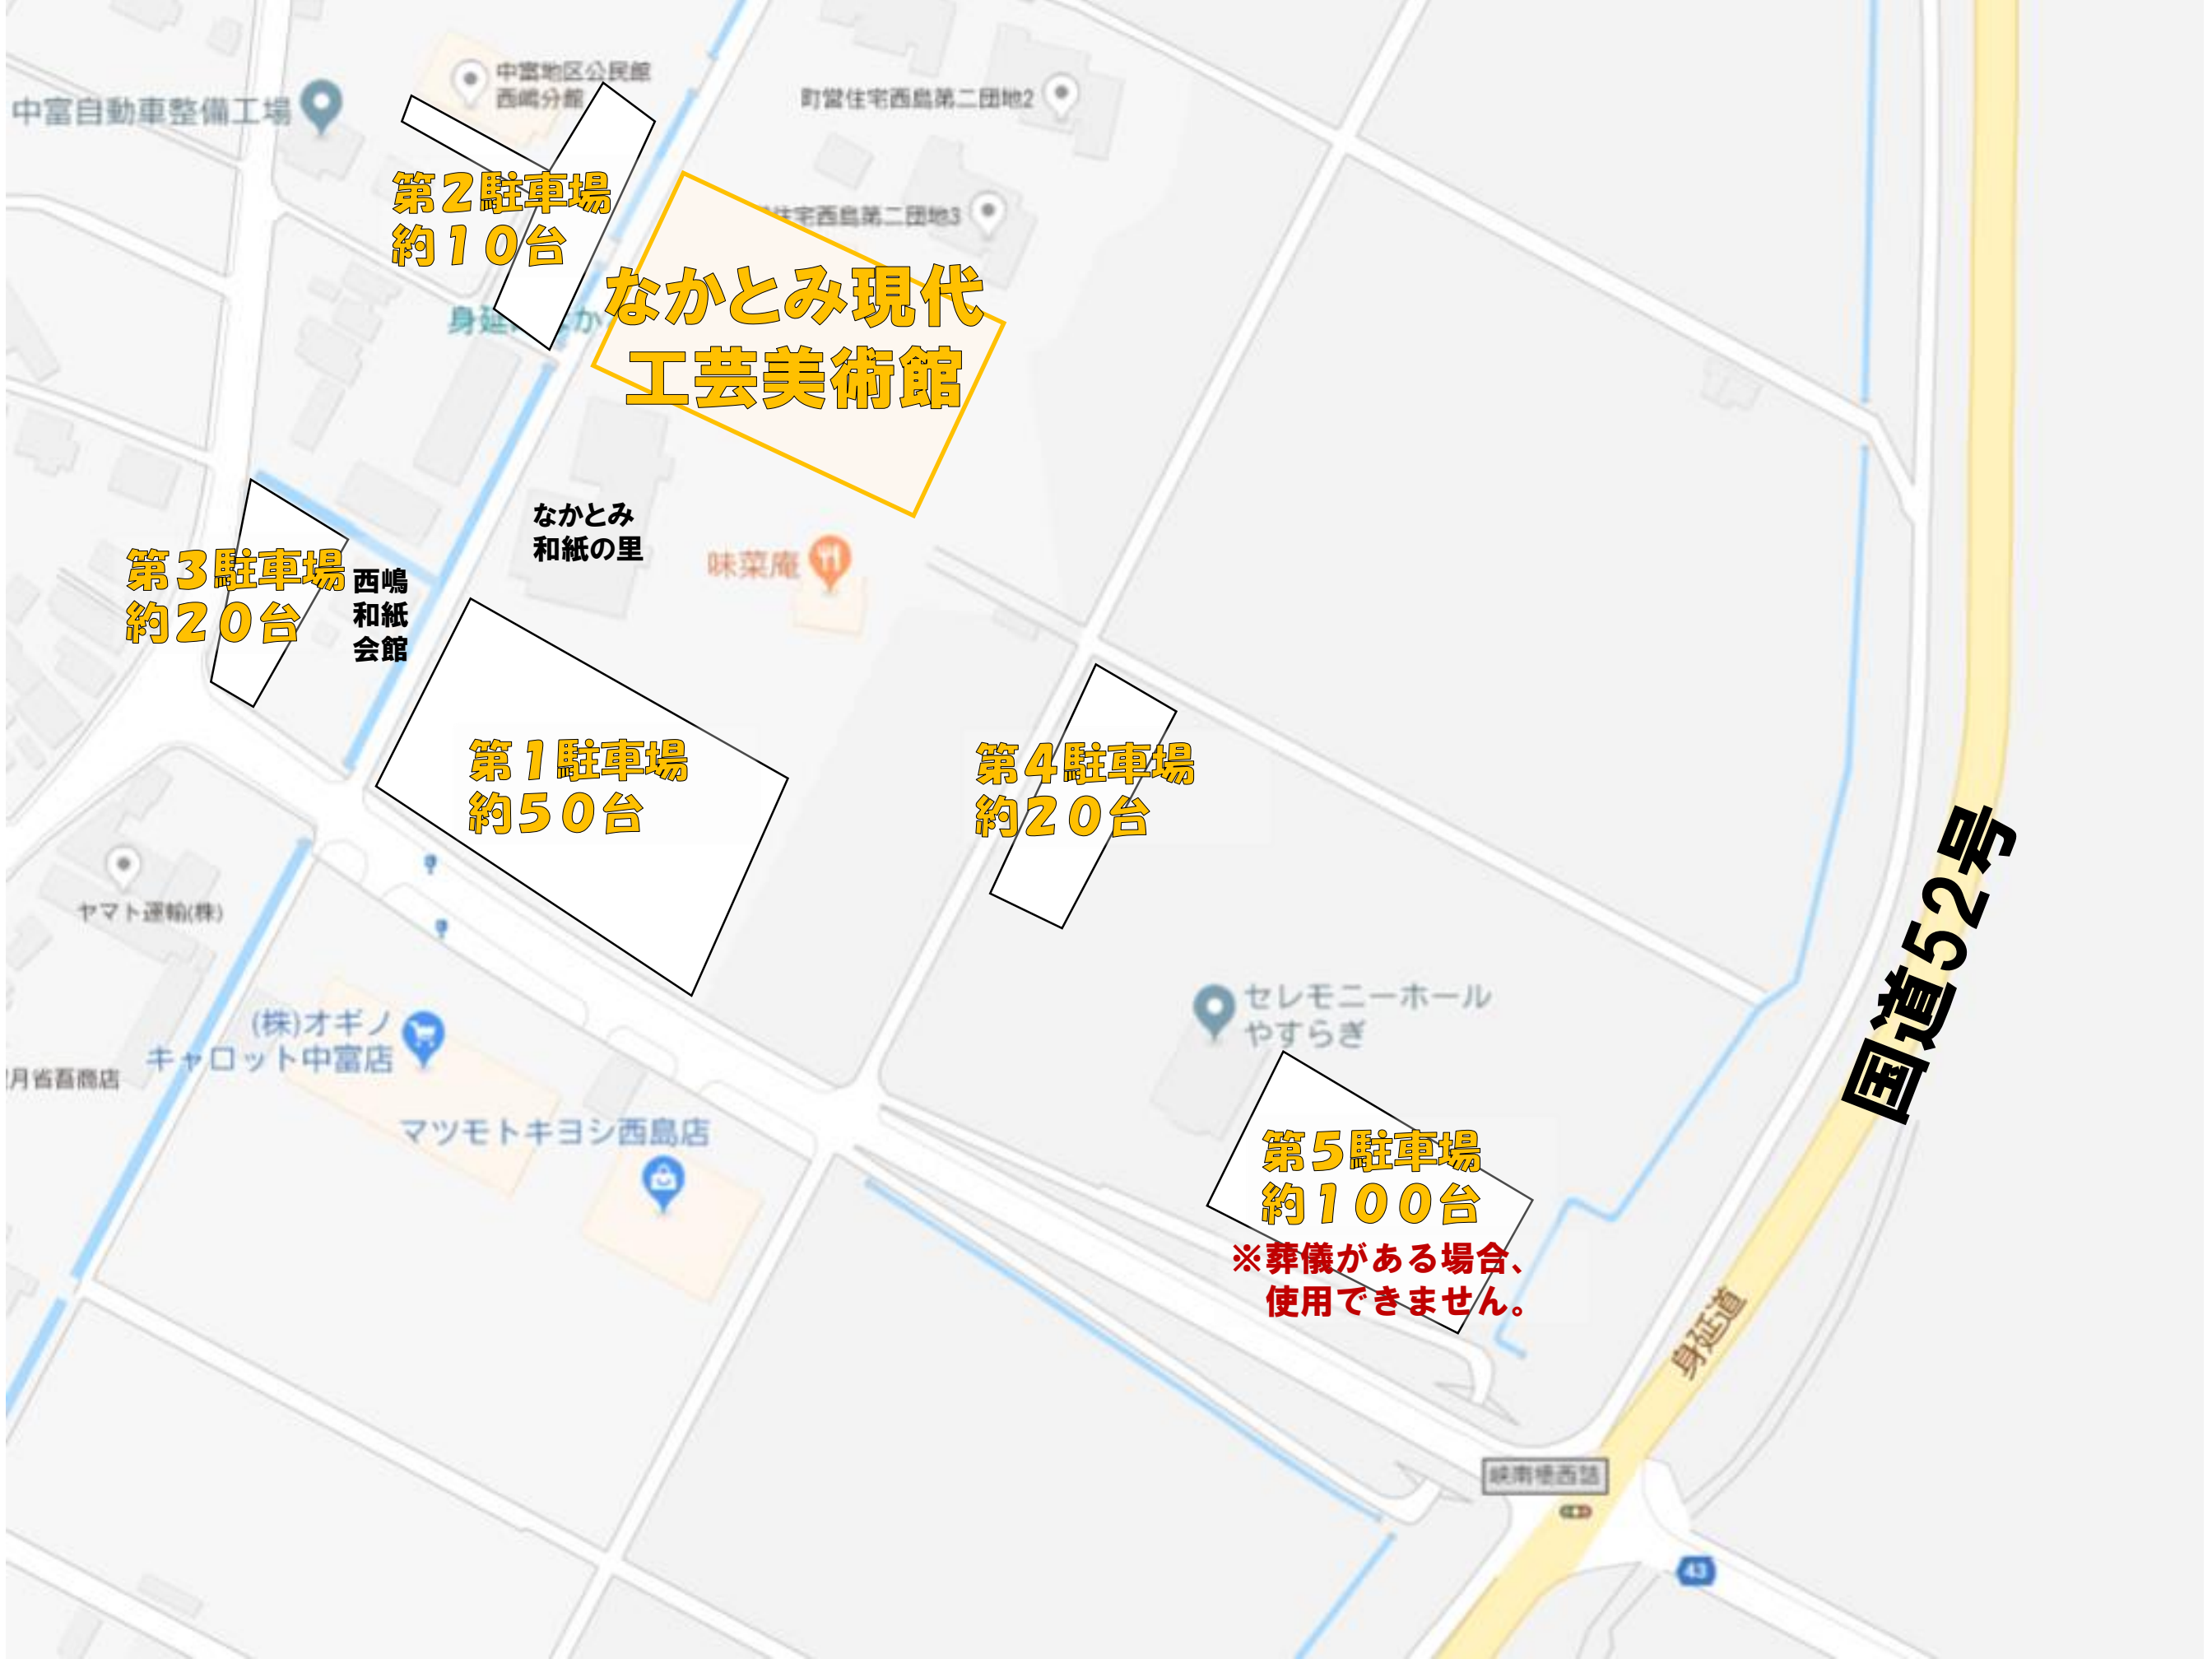 中富地区公民館
西嶋分館
中富自動車整備工場
町営住宅西島第二団地2
住宅西島第二団地3
第2駐車場
約10台
なかとみ現代
工芸美術館
身延
か
なかとみ
和紙の里
味菜庵
第3駐車場
約20台
西嶋
和紙
会館
第1駐車場
約50台
第4駐車場
約20台
国道52号
ヤマト運輸(株)
セレモニーホール
やすらぎ
(株)オギノ
キャロット中富店
月省吾商店
マツモトキヨシ西島店
第5駐車場
約100台
※葬儀がある場合、
使用できません。
身延道
峡南橋西詰
43